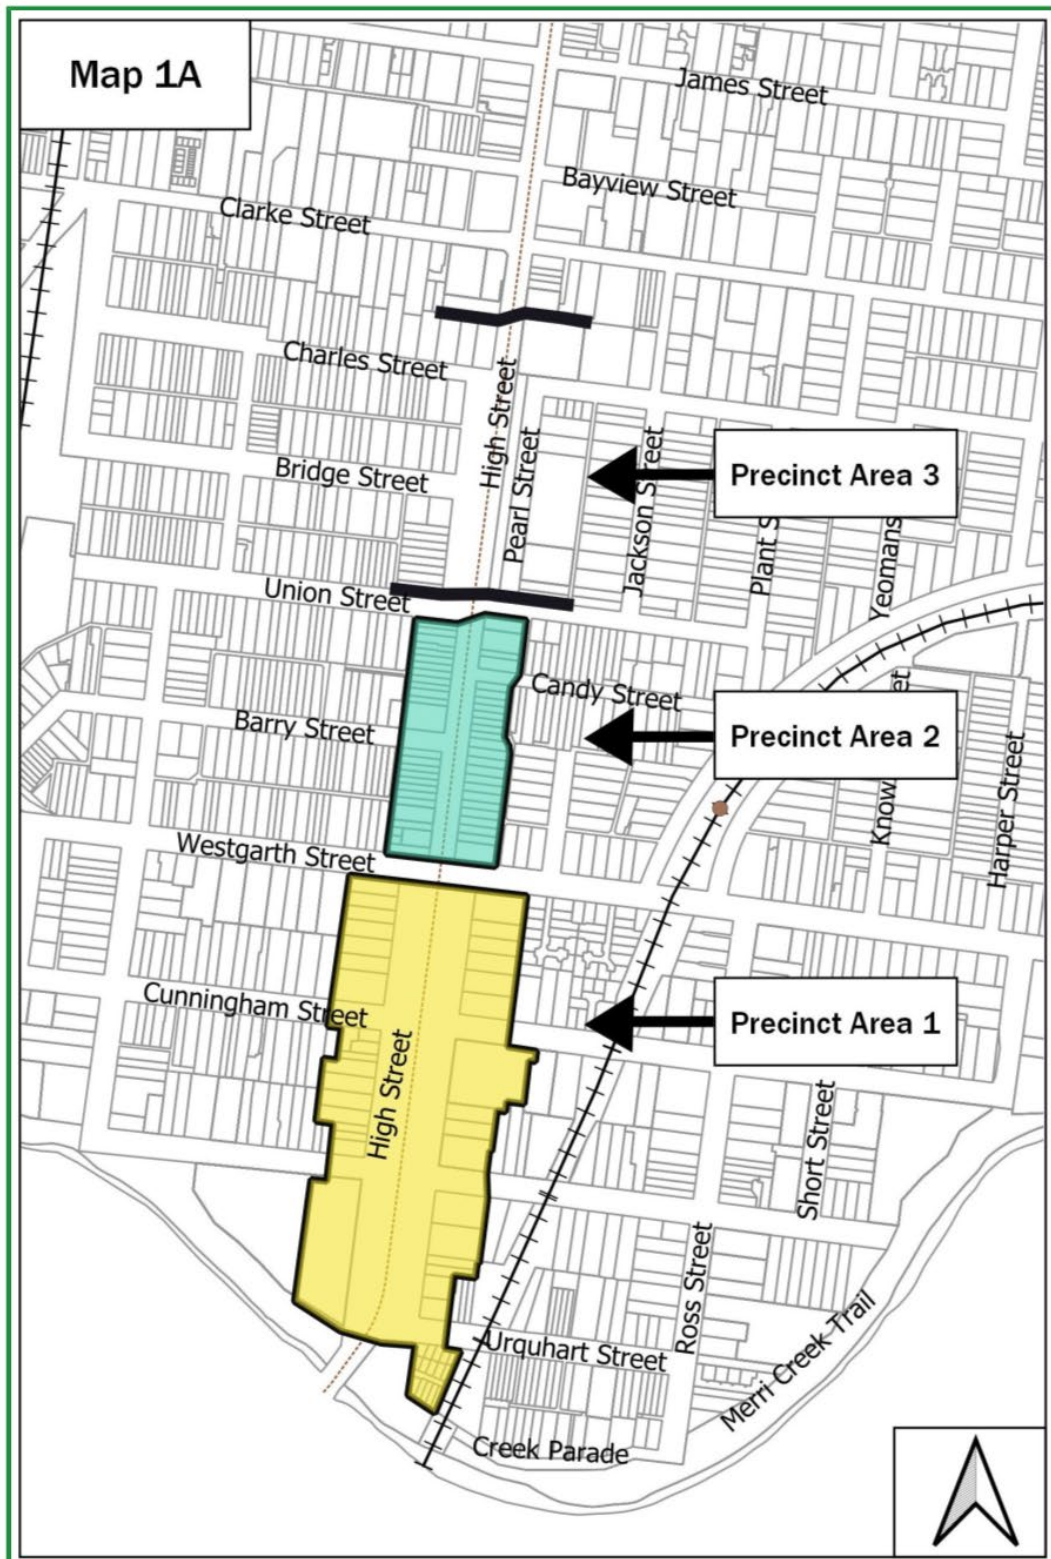 Map 1A
James Street
Bayview Street
Clarke Street
Charles Street
High Street
Pearl Street
Jackson Street
Precinct Area 3
Bridge Street
Plant S
Yeomans
Union Street
Candy Street
Barry Street
Precinct Area 2
Know
et
Harper Street
Westgarth Street
Cunningham Street
High Street
Precinct Area 1
Short Street
Ross Street
Urquhart Street
Merri Creek Trail
Creek Parade